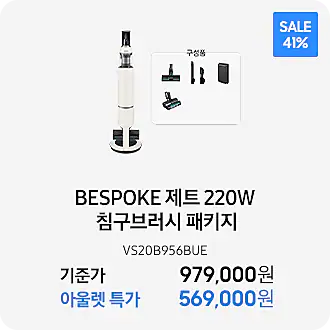 SALE
41%
구성품
BESPOKE 제트 220W
침구브러시 패키지
VS20B956BUE
기준가 979,000원
아울렛 특가 569,000원